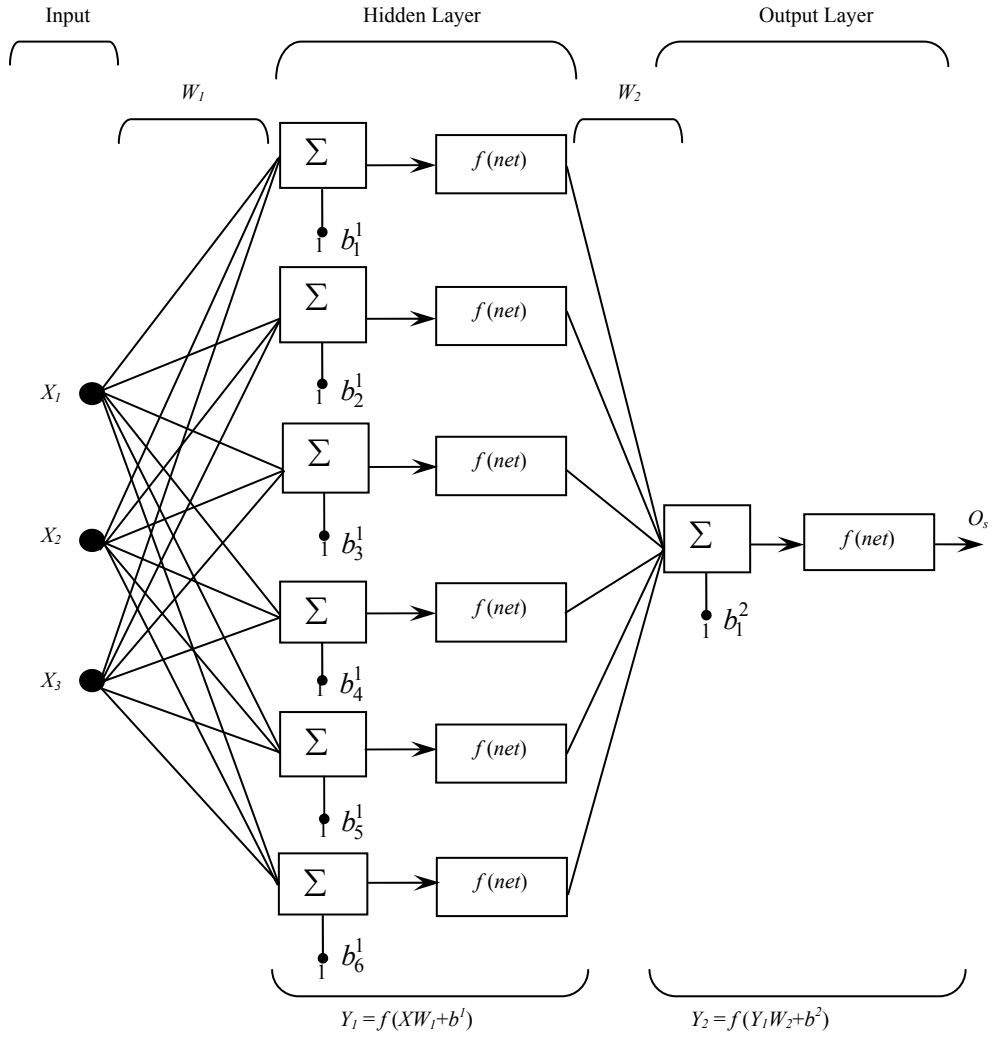 Input
Hidden Layer
Output Layer
W₁
W₂
Σ
f (net)
1
b₁¹
Σ
f (net)
1
b₂¹
X₁
Σ
f (net)
1
b₃¹
X₂
Σ
f (net)
Oₛ
1
b₁²
Σ
f (net)
1
b₄¹
X₃
Σ
f (net)
1
b₅¹
Σ
f (net)
1
b₆¹
Y₁ = f (XW₁+b¹)
Y₂ = f (Y₁W₂+b²)